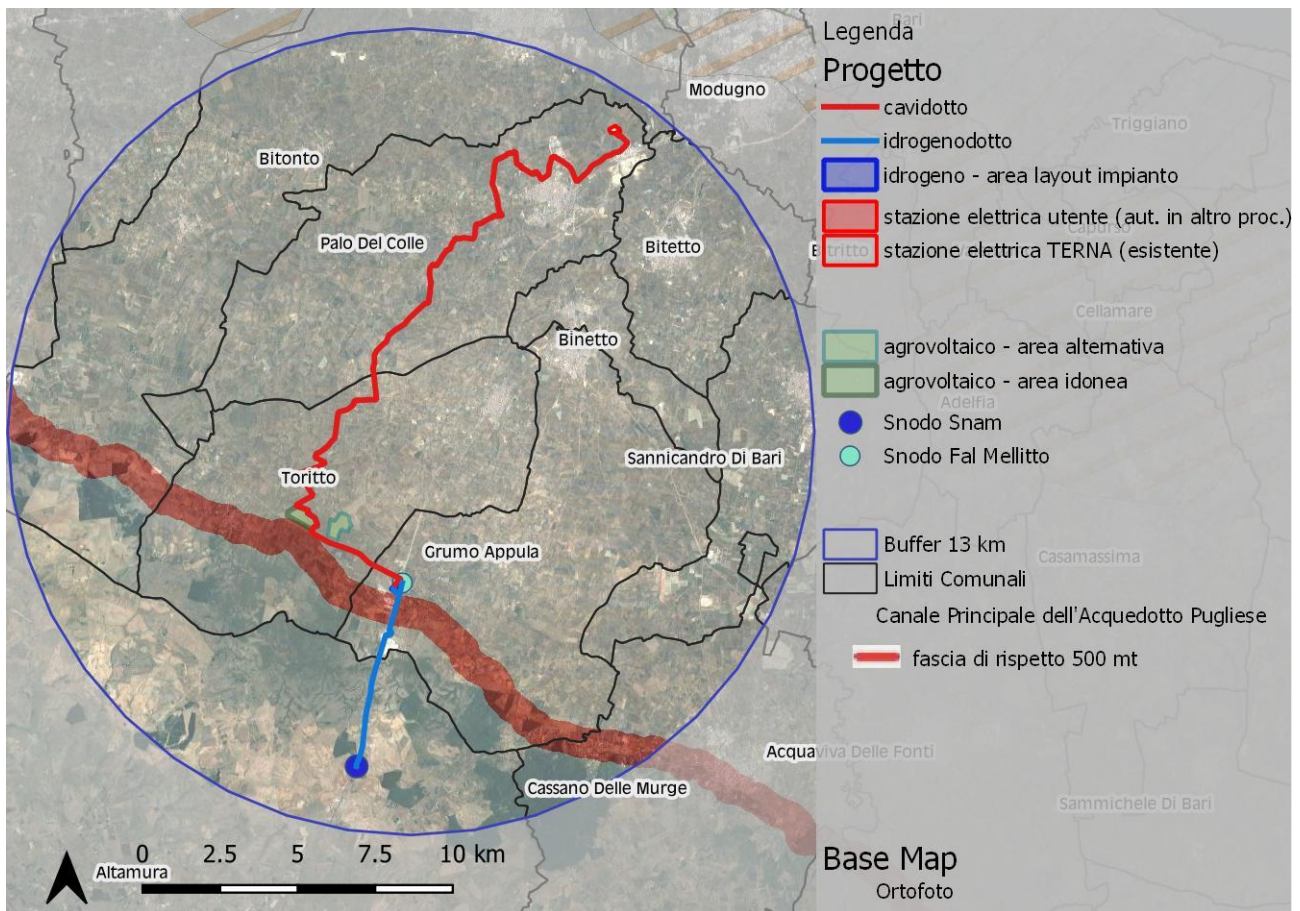 Bari
Legenda
Progetto
Modugno
cavidotto
Triggiano
idrogenodotto
Bitonto
idrogeno - area layout impianto
stazione elettrica utente (aut. in altro proc.)
Capurso
Palo Del Colle
Bitetto
Bitritto
stazione elettrica TERNA (esistente)
Cellamare
Binetto
agrovoltaico - area alternativa
agrovoltaico - area idonea
Adelfia
Snodo Snam
Sannicandro Di Bari
Snodo Fal Mellitto
Toritto
Grumo Appula
Buffer 13 km
Casamassima
Limiti Comunali
Canale Principale dell'Acquedotto Pugliese
fascia di rispetto 500 mt
Acquaviva Delle Fonti
Cassano Delle Murge
Sammichele Di Bari
0 2.5 5 7.5 10 km
Altamura
Base Map
Ortofoto